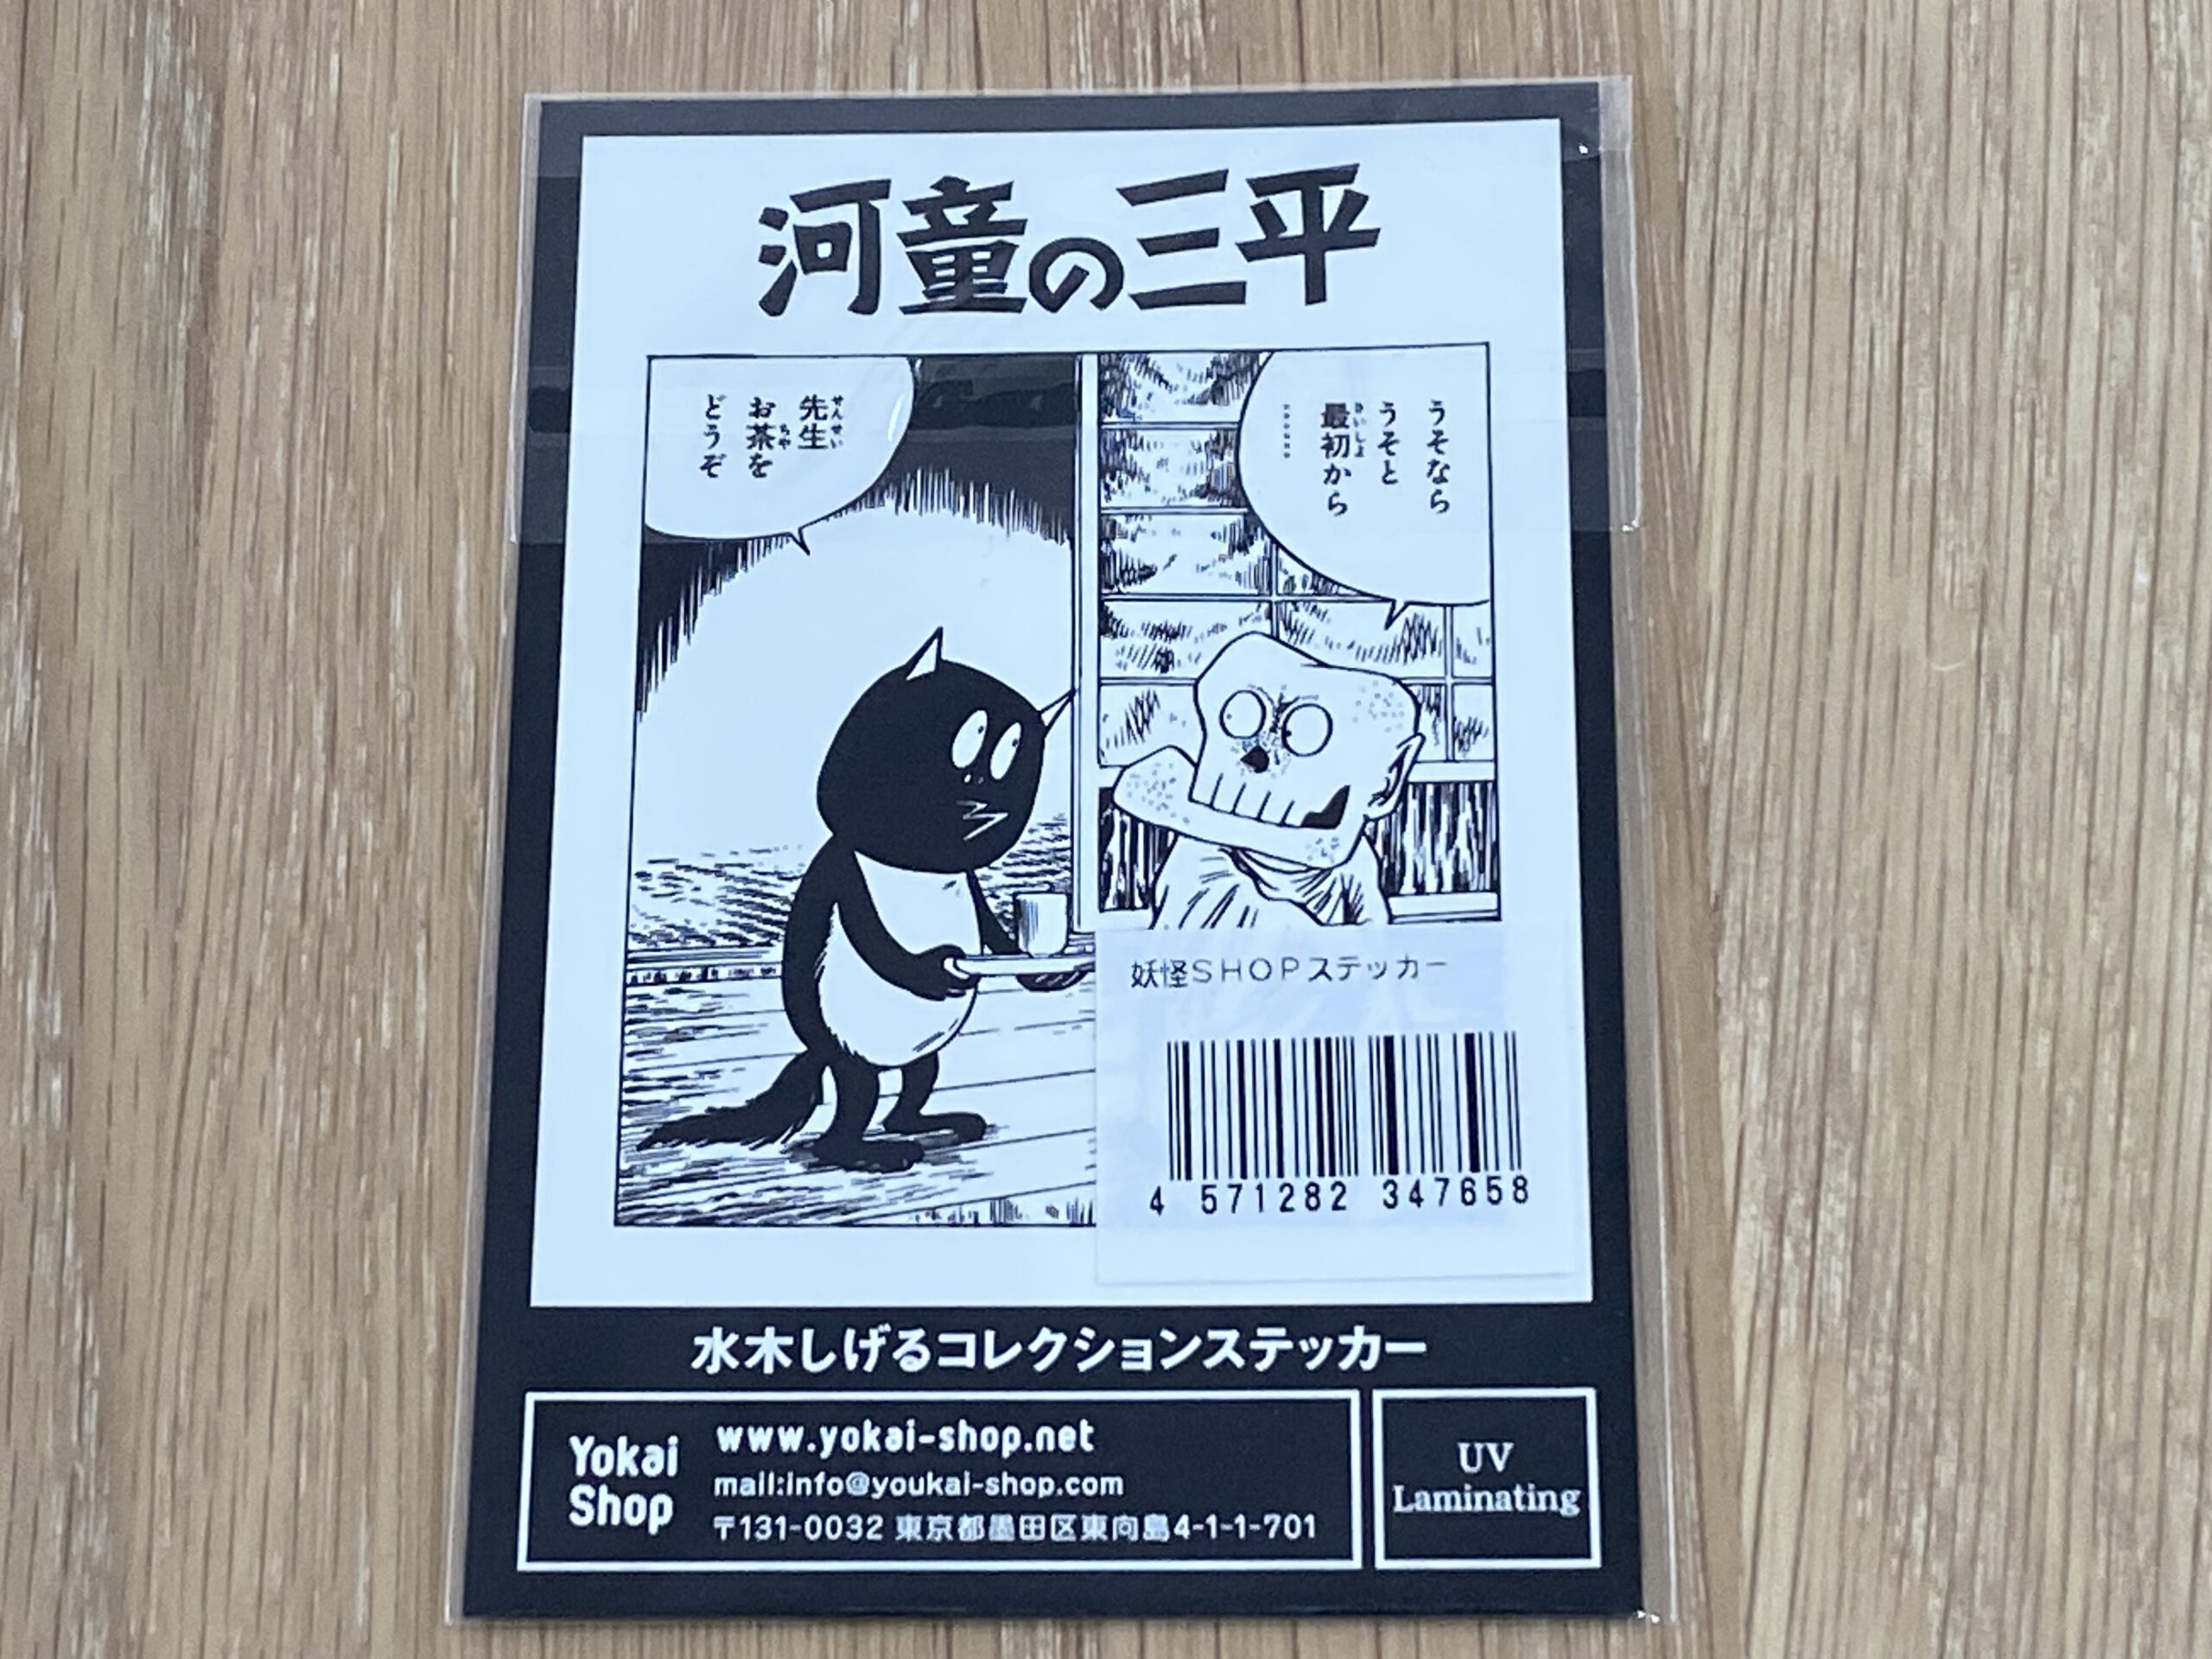 河童の三平
うそなら
うそと
最初から
………
先生
お茶を
どうぞ
妖怪SHOPステッカー
4 571282 347658
水木しげるコレクションステッカー
Yokai
Shop
www.yokai-shop.net
mail:info@youkai-shop.com
〒131-0032 東京都墨田区東向島4-1-1-701
UV
Laminating